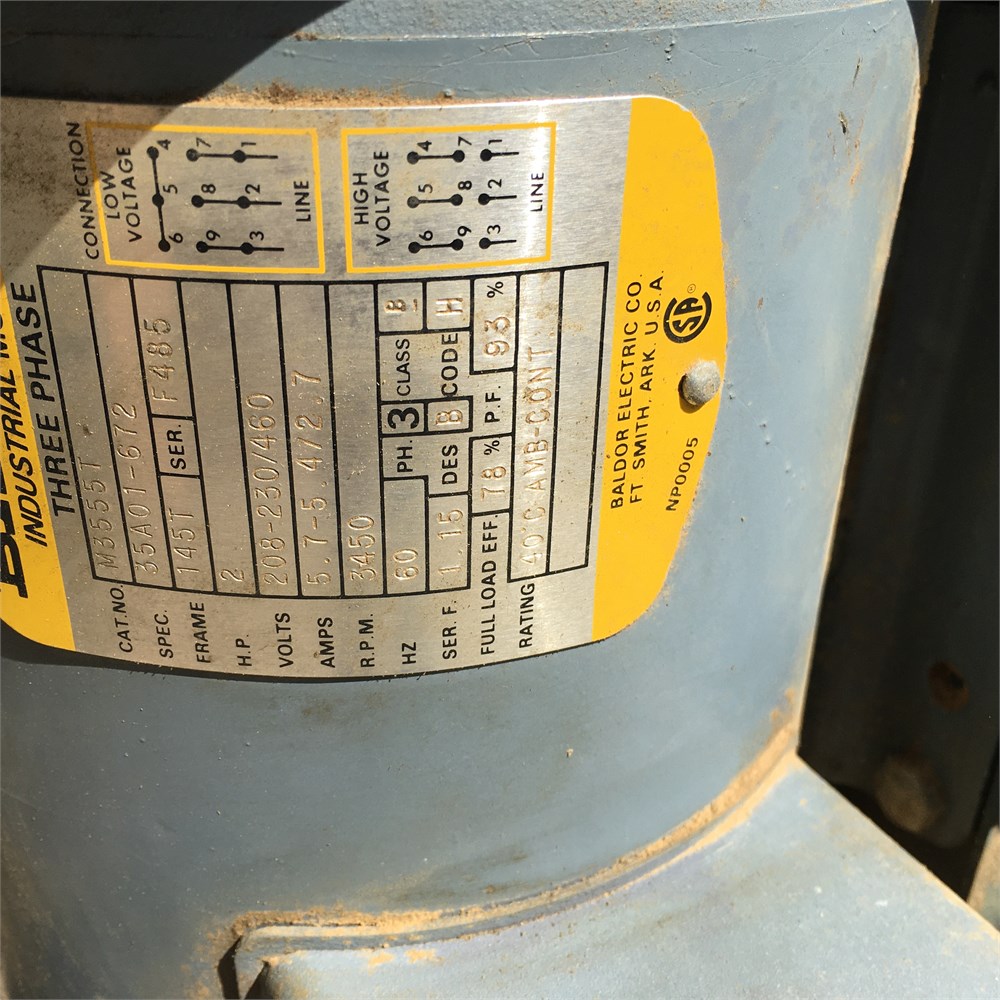 INDUSTRIAL
THREE PHASE
CAT.NO. M3555T
SPEC. 35A01-672
FRAME 145T SER. F485
H.P. 2
VOLTS 208-230/460
AMPS 5.7-5.4/2.7
R.P.M. 3450
HZ 60 PH. 3 CLASS B
SER. F. 1.15 DES B CODE H
FULL LOAD EFF. 78 % P.F. 93 %
RATING 40°C AMB-CONT
CONNECTION
LOW
VOLTAGE
6 5 4
9 8 7
3 2 1
LINE
HIGH
VOLTAGE
6 5 4
9 8 7
3 2 1
LINE
BALDOR ELECTRIC CO.
FT. SMITH, ARK. U.S.A.
NP0005
SA ®